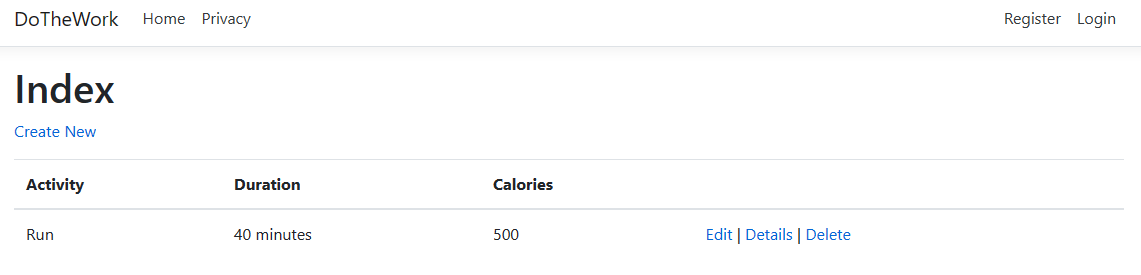 DoTheWork Home Privacy Register Login
Index
Create New
Activity Duration Calories
Run 40 minutes 500 Edit | Details | Delete